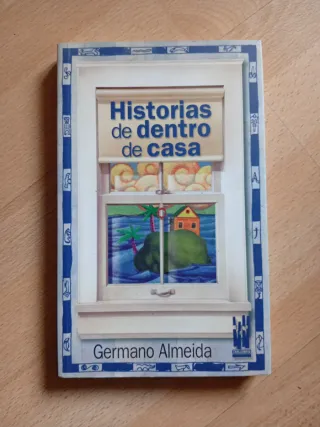 Historias
de dentro
de casa
Germano Almeida